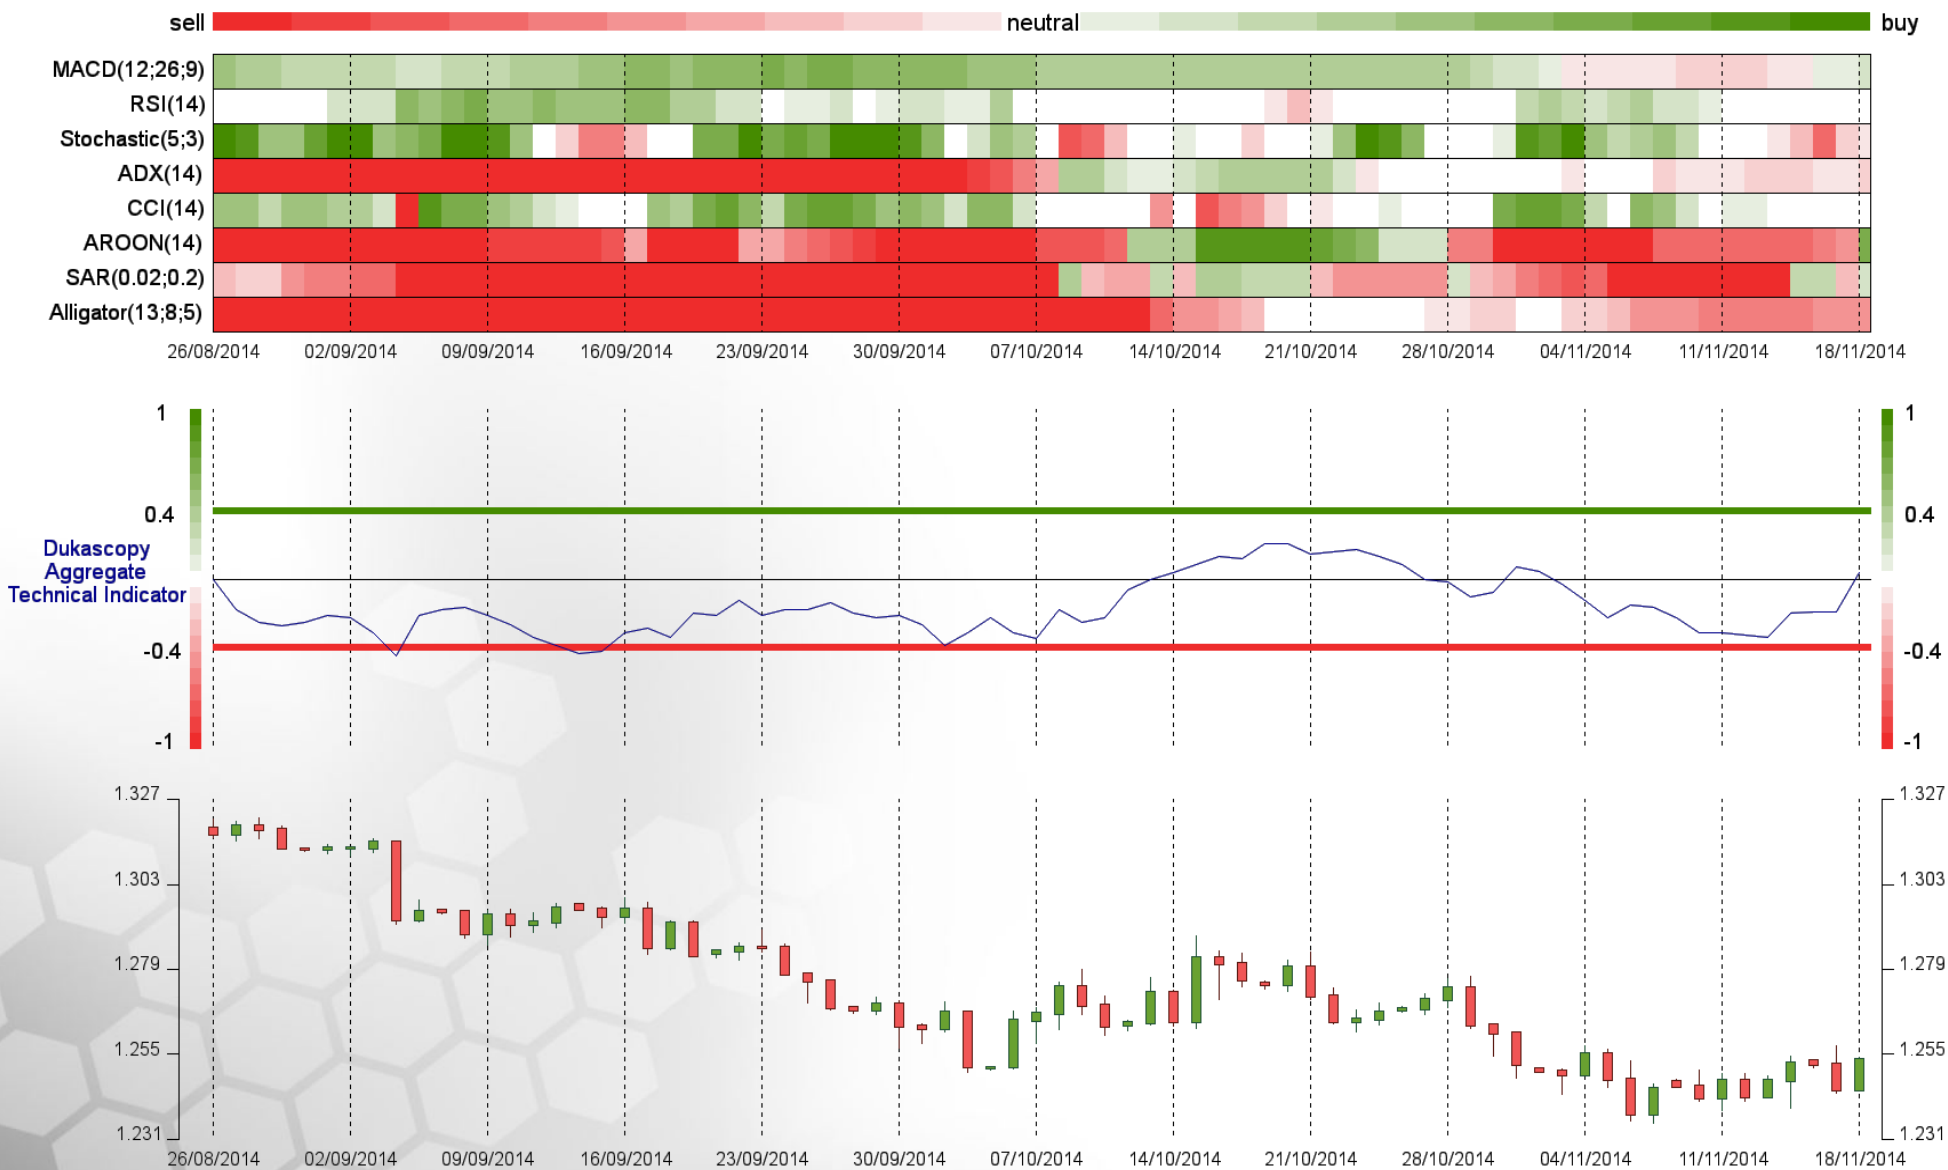 sell neutral buy
MACD(12;26;9)
RSI(14)
Stochastic(5;3)
ADX(14)
CCI(14)
AROON(14)
SAR(0.02;0.2)
Alligator(13;8;5)
26/08/2014 02/09/2014 09/09/2014 16/09/2014 23/09/2014 30/09/2014 07/10/2014 14/10/2014 21/10/2014 28/10/2014 04/11/2014 11/11/2014 18/11/2014
1 1
0.4 0.4
Dukascopy
Aggregate
Technical Indicator
-0.4 -0.4
-1 -1
1.327 1.327
1.303 1.303
1.279 1.279
1.255 1.255
1.231 1.231
26/08/2014 02/09/2014 09/09/2014 16/09/2014 23/09/2014 30/09/2014 07/10/2014 14/10/2014 21/10/2014 28/10/2014 04/11/2014 11/11/2014 18/11/2014